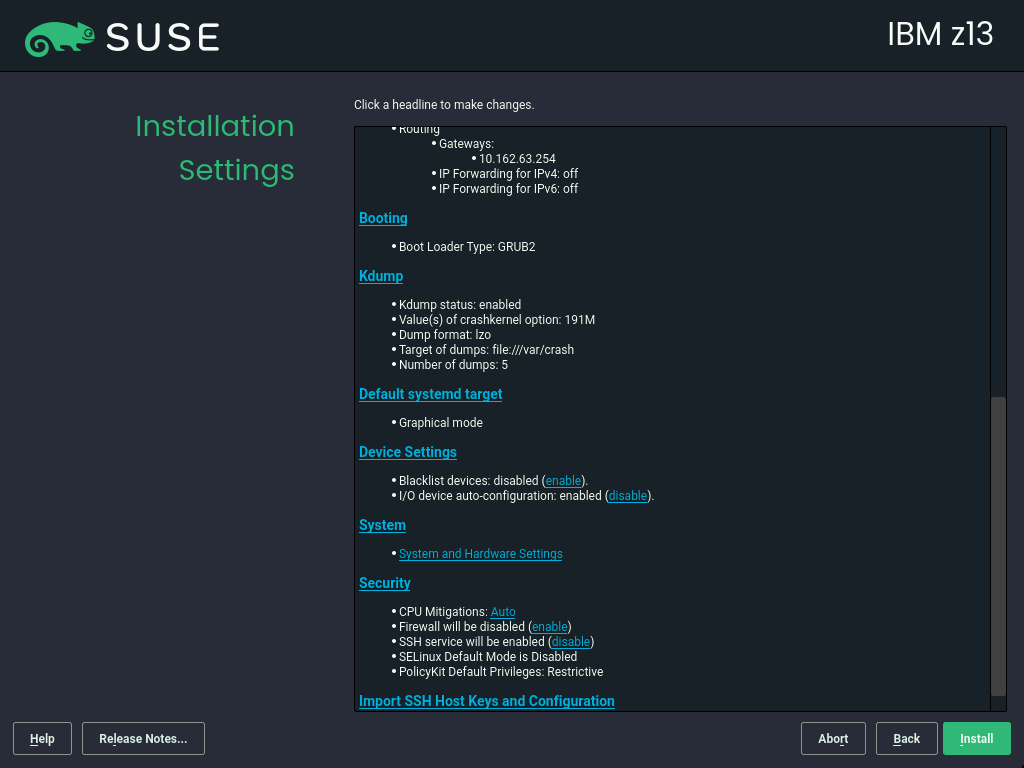 SUSE
IBM z13
Installation
Settings
Click a headline to make changes.
• Routing
• Gateways:
• 10.162.63.254
• IP Forwarding for IPv4: off
• IP Forwarding for IPv6: off
Booting
• Boot Loader Type: GRUB2
Kdump
• Kdump status: enabled
• Value(s) of crashkernel option: 191M
• Dump format: lzo
• Target of dumps: file:///var/crash
• Number of dumps: 5
Default systemd target
• Graphical mode
Device Settings
• Blacklist devices: disabled (enable).
• I/O device auto-configuration: enabled (disable).
System
• System and Hardware Settings
Security
• CPU Mitigations: Auto
• Firewall will be disabled (enable)
• SSH service will be enabled (disable)
• SELinux Default Mode is Disabled
• PolicyKit Default Privileges: Restrictive
Import SSH Host Keys and Configuration
Help
Release Notes...
Abort
Back
Install